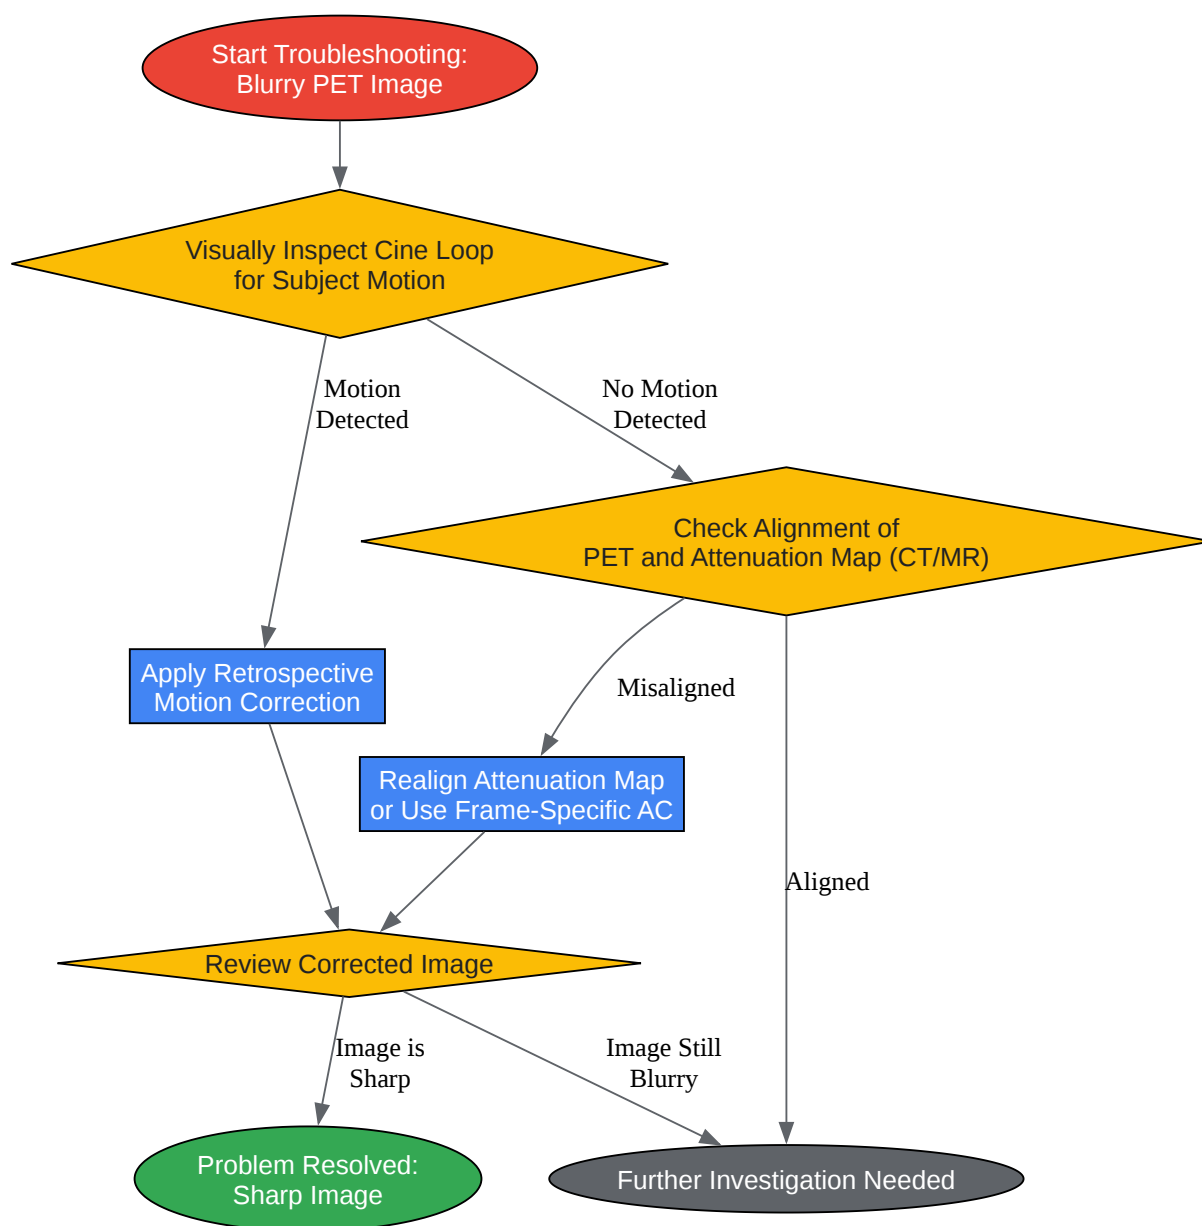 Start Troubleshooting:
Blurry PET Image
Visually Inspect Cine Loop
for Subject Motion
Motion
Detected
No Motion
Detected
Check Alignment of
PET and Attenuation Map (CT/MR)
Apply Retrospective
Motion Correction
Misaligned
Realign Attenuation Map
or Use Frame-Specific AC
Aligned
Review Corrected Image
Image is
Sharp
Image Still
Blurry
Problem Resolved:
Sharp Image
Further Investigation Needed